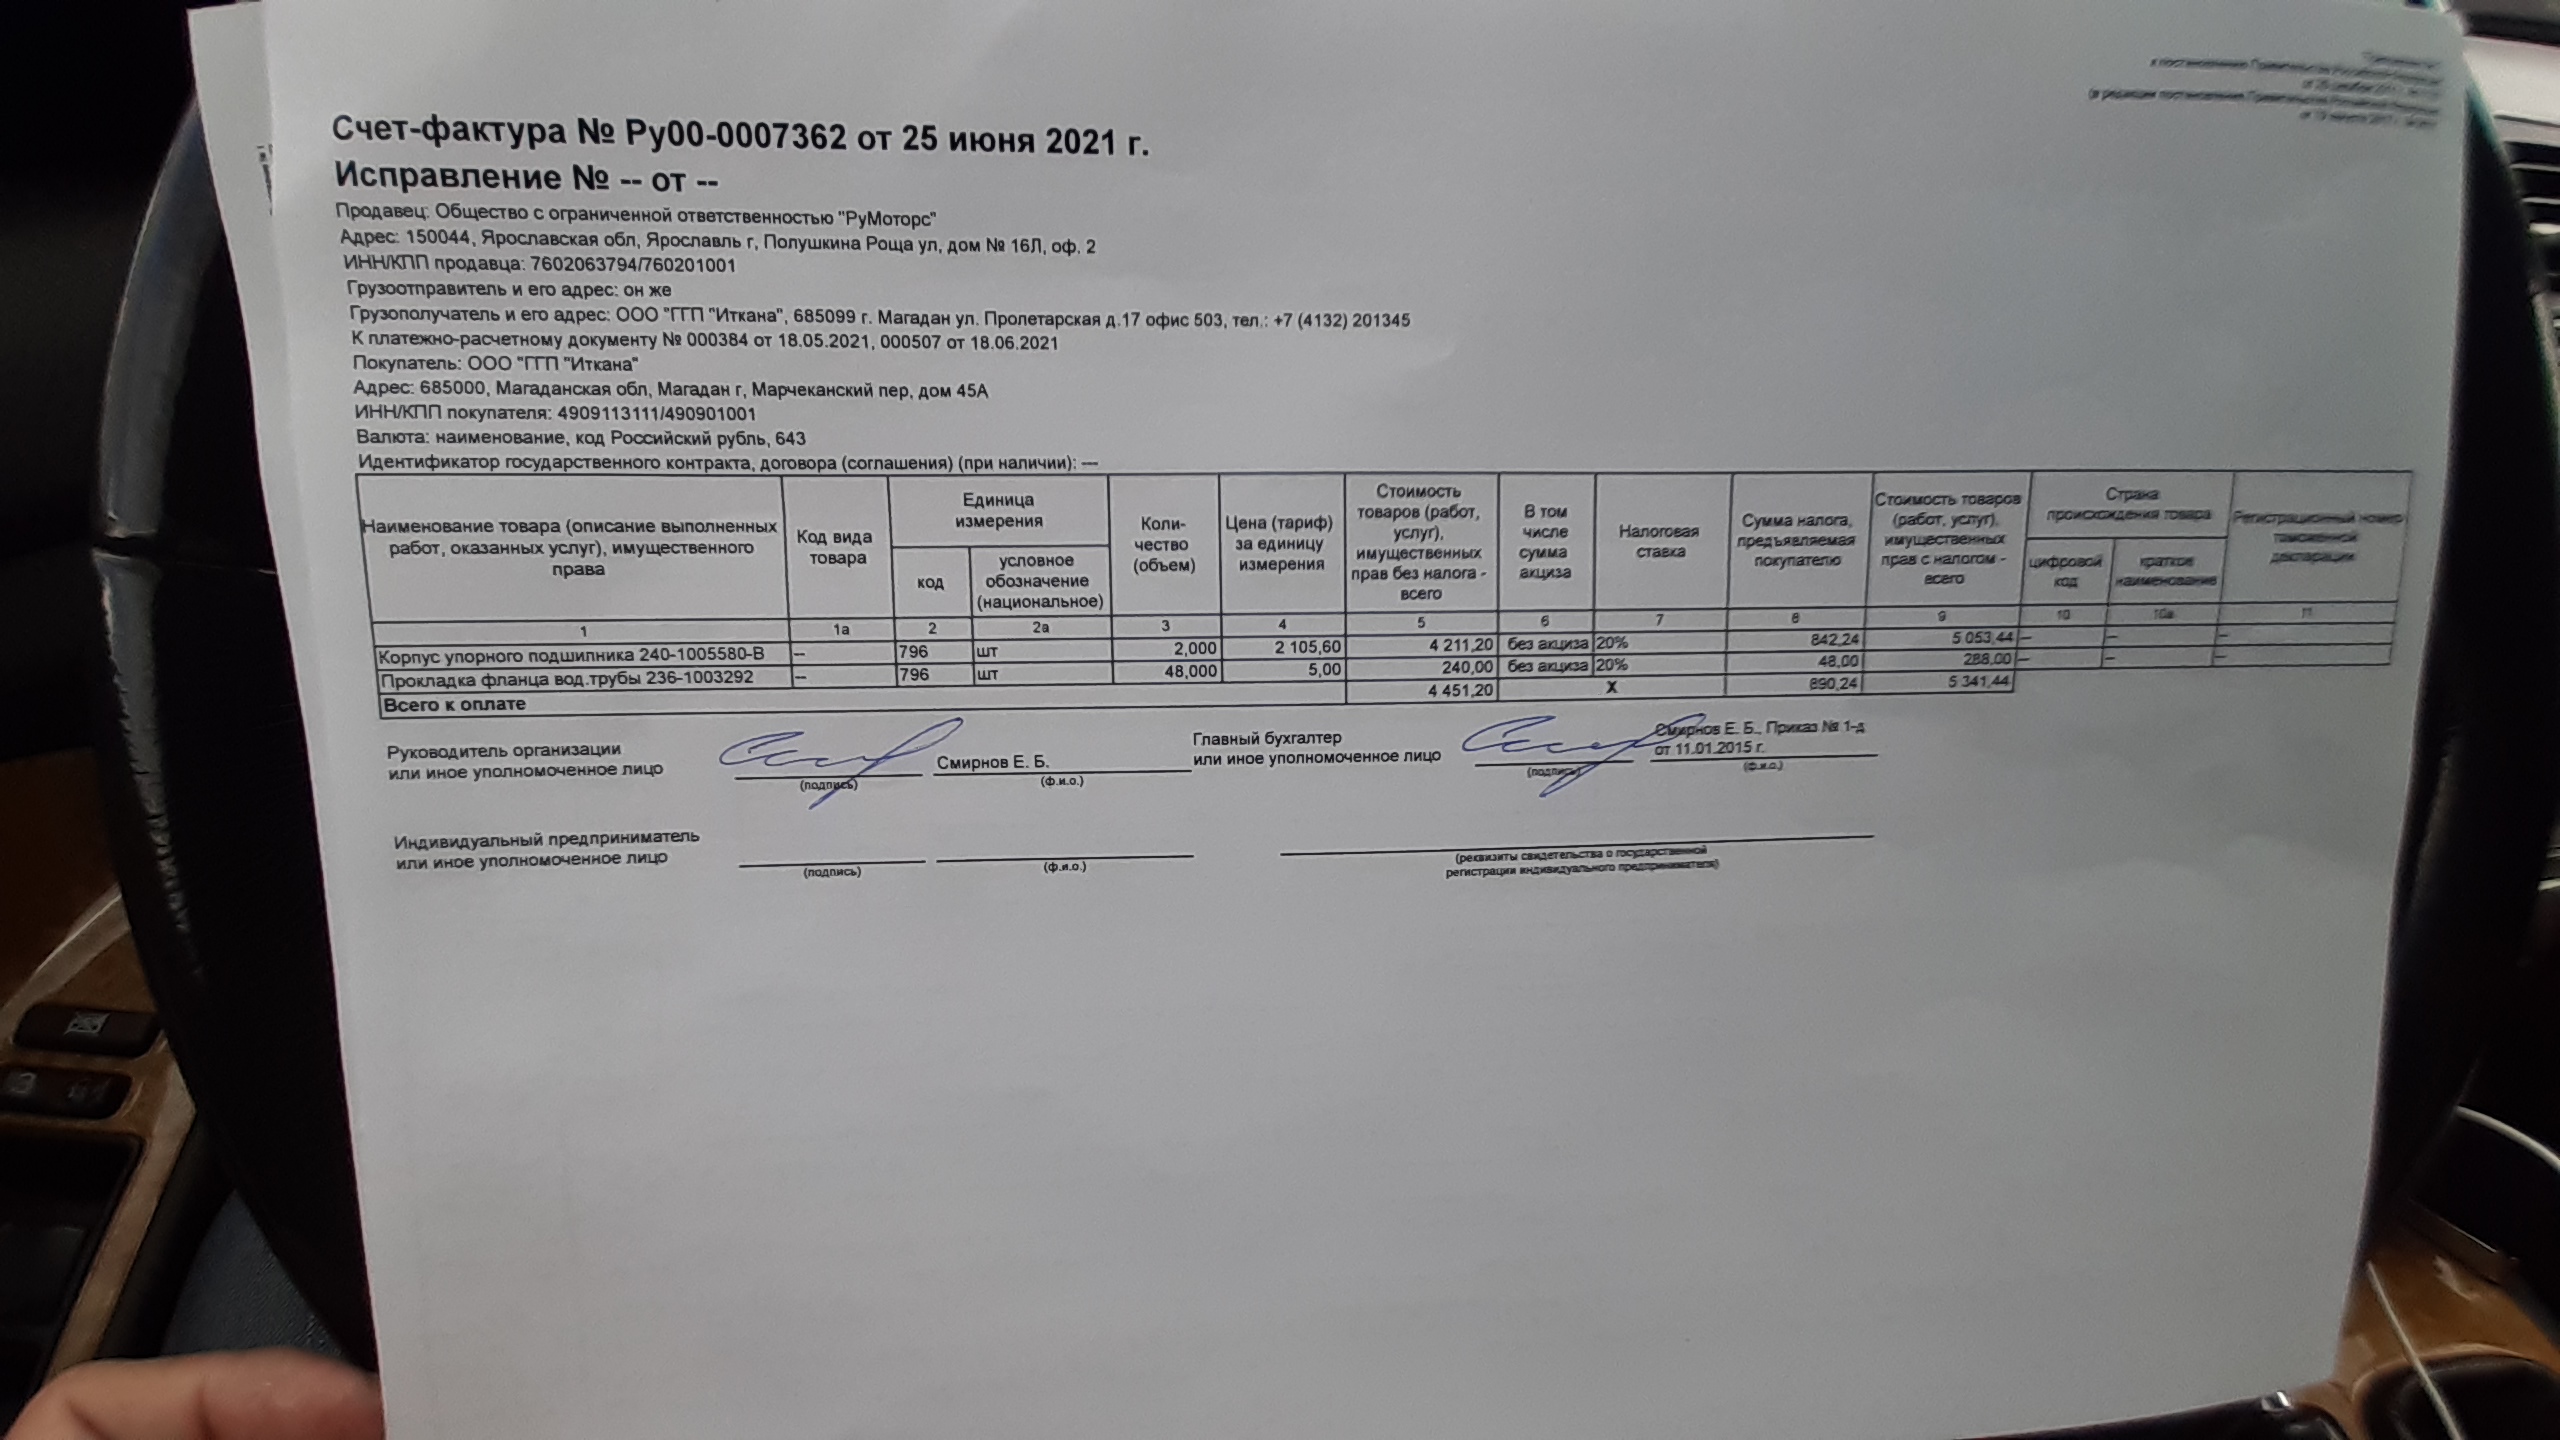 Счет-фактура № Ру00-0007362 от 25 июня 2021 г.
Исправление № -- от --
Продавец: Общество с ограниченной ответственностью "РуМоторс"
Адрес: 150044, Ярославская обл, Ярославль г, Полушкина Роща ул, дом № 16Л, оф. 2
ИНН/КПП продавца: 7602063794/760201001
Грузоотправитель и его адрес: он же
Грузополучатель и его адрес: ООО "ГГП "Иткана", 685099 г. Магадан ул. Пролетарская д.17 офис 503, тел.: +7 (4132) 201345
К платежно-расчетному документу № 000384 от 18.05.2021, 000507 от 18.06.2021
Покупатель: ООО "ГГП "Иткана"
Адрес: 685000, Магаданская обл, Магадан г, Марчеканский пер, дом 45А
ИНН/КПП покупателя: 4909113111/490901001
Валюта: наименование, код Российский рубль, 643
Идентификатор государственного контракта, договора (соглашения) (при наличии): ---
Наименование товара (описание выполненных
работ, оказанных услуг), имущественного
права
Код вида
товара
Единица
измерения
код
условное
обозначение
(национальное)
Коли-
чество
(объем)
Цена (тариф)
за единицу
измерения
Стоимость
товаров (работ,
услуг),
имущественных
прав без налога -
всего
В том
числе
сумма
акциза
Налоговая
ставка
Сумма налога,
предъявляемая
покупателю
Стоимость товаров
(работ, услуг),
имущественных
прав с налогом -
всего
Страна
происхождения товара
цифровой
код
краткое
наименование
Регистрационный номер
таможенной
декларации
1 1а 2 2а 3 4 5 6 7 8 9 10 10а 11
Корпус упорного подшипника 240-1005580-В -- 796 шт 2,000 2 105,60 4 211,20 без акциза 20% 842,24 5 053,44 -- -- --
Прокладка фланца вод.трубы 236-1003292 -- 796 шт 48,000 5,00 240,00 без акциза 20% 48,00 288,00 -- -- --
Всего к оплате 4 451,20 Х 890,24 5 341,44
Руководитель организации
или иное уполномоченное лицо
Смирнов Е. Б.
(подпись) (ф.и.о.)
Главный бухгалтер
или иное уполномоченное лицо
Смирнов Е. Б., Приказ № 1-д
от 11.01.2015 г.
(подпись) (ф.и.о.)
Индивидуальный предприниматель
или иное уполномоченное лицо
(подпись) (ф.и.о.)
(реквизиты свидетельства о государственной
регистрации индивидуального предпринимателя)